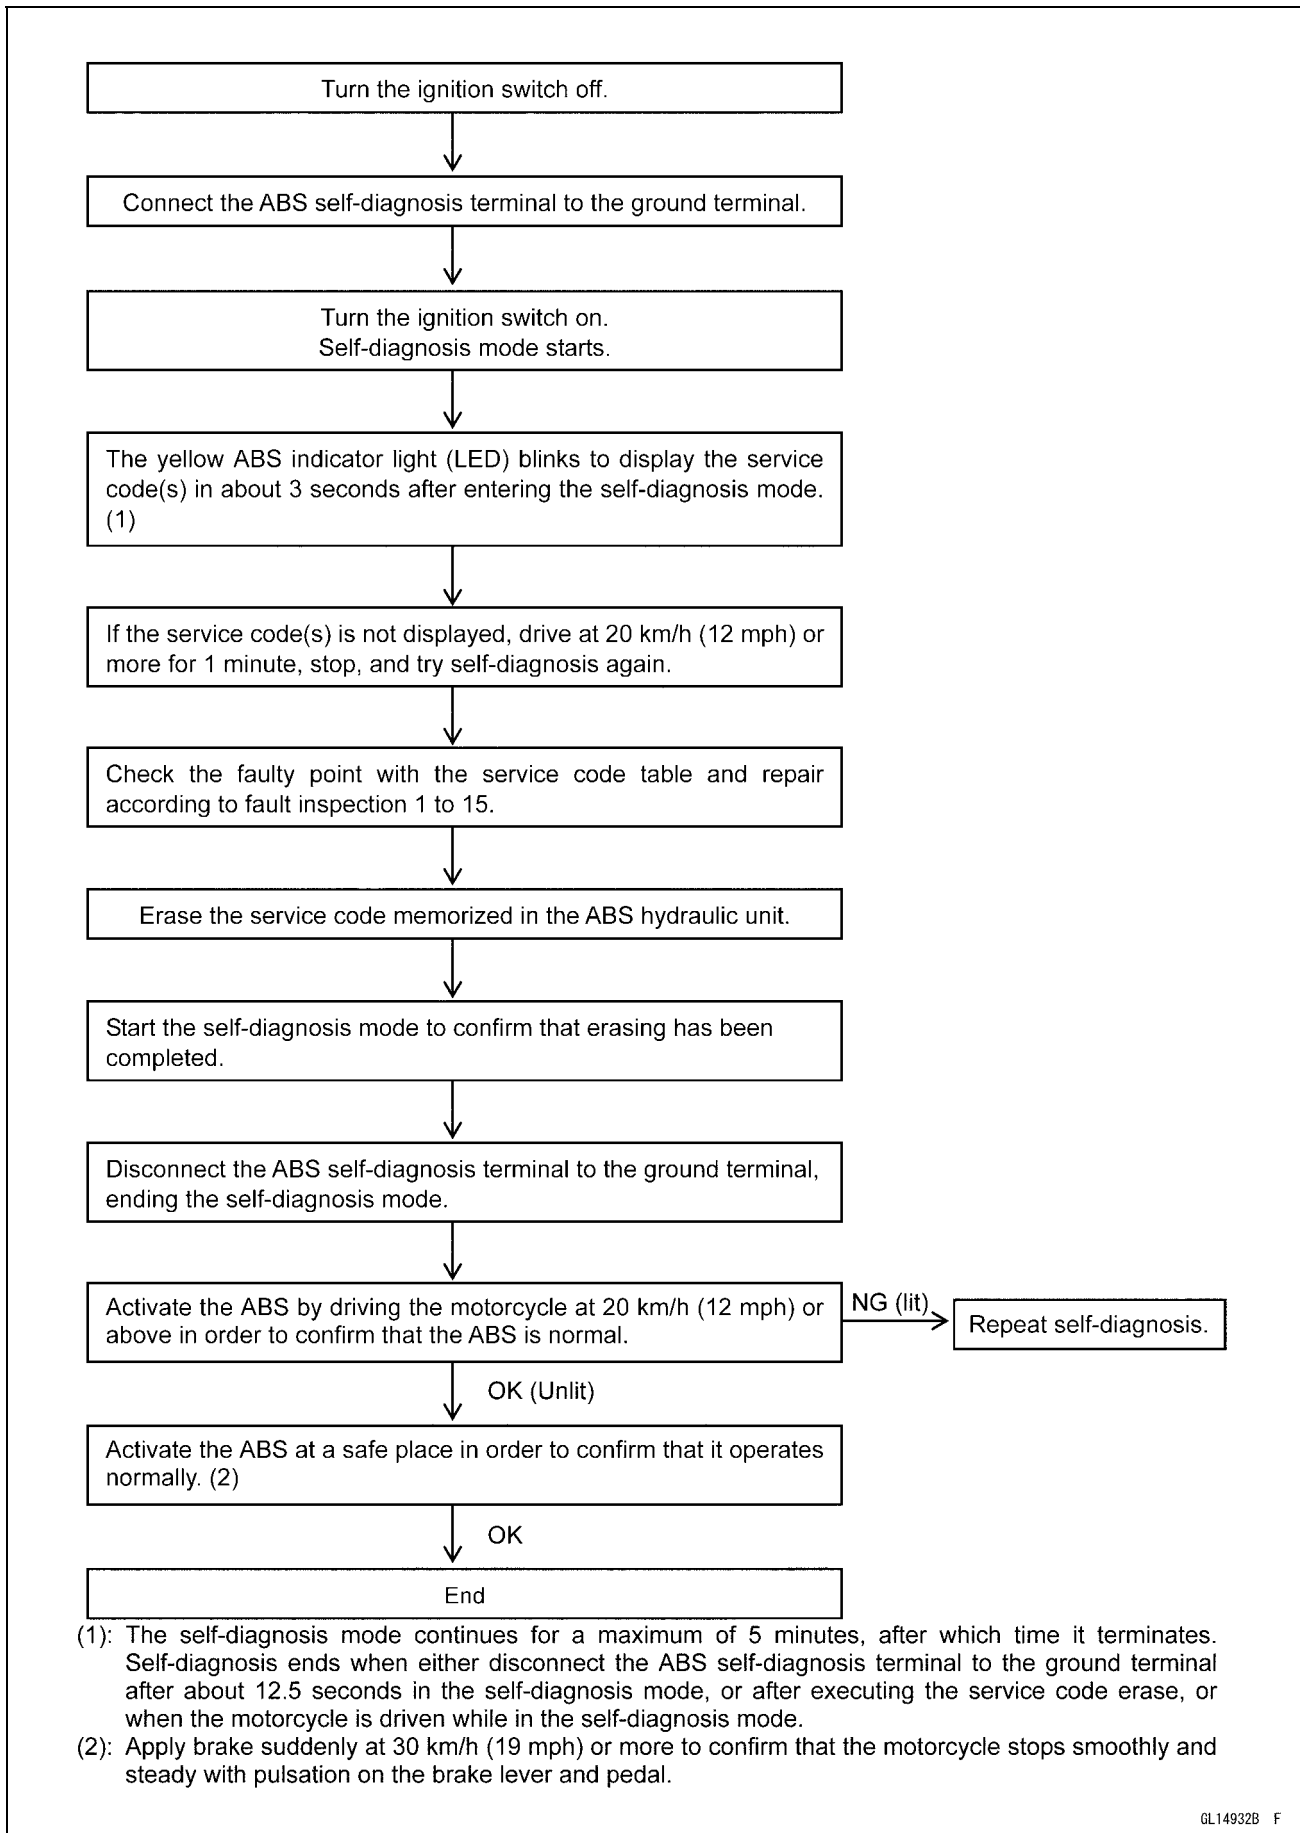 Turn the ignition switch off.
Connect the ABS self-diagnosis terminal to the ground terminal.
Turn the ignition switch on.
Self-diagnosis mode starts.
The yellow ABS indicator light (LED) blinks to display the service
code(s) in about 3 seconds after entering the self-diagnosis mode.
(1)
If the service code(s) is not displayed, drive at 20 km/h (12 mph) or
more for 1 minute, stop, and try self-diagnosis again.
Check the faulty point with the service code table and repair
according to fault inspection 1 to 15.
Erase the service code memorized in the ABS hydraulic unit.
Start the self-diagnosis mode to confirm that erasing has been
completed.
Disconnect the ABS self-diagnosis terminal to the ground terminal,
ending the self-diagnosis mode.
Activate the ABS by driving the motorcycle at 20 km/h (12 mph) or
above in order to confirm that the ABS is normal.
NG (lit)
Repeat self-diagnosis.
OK (Unlit)
Activate the ABS at a safe place in order to confirm that it operates
normally. (2)
OK
End
(1): The self-diagnosis mode continues for a maximum of 5 minutes, after which time it terminates.
Self-diagnosis ends when either disconnect the ABS self-diagnosis terminal to the ground terminal
after about 12.5 seconds in the self-diagnosis mode, or after executing the service code erase, or
when the motorcycle is driven while in the self-diagnosis mode.
(2): Apply brake suddenly at 30 km/h (19 mph) or more to confirm that the motorcycle stops smoothly and
steady with pulsation on the brake lever and pedal.
GL14932B F